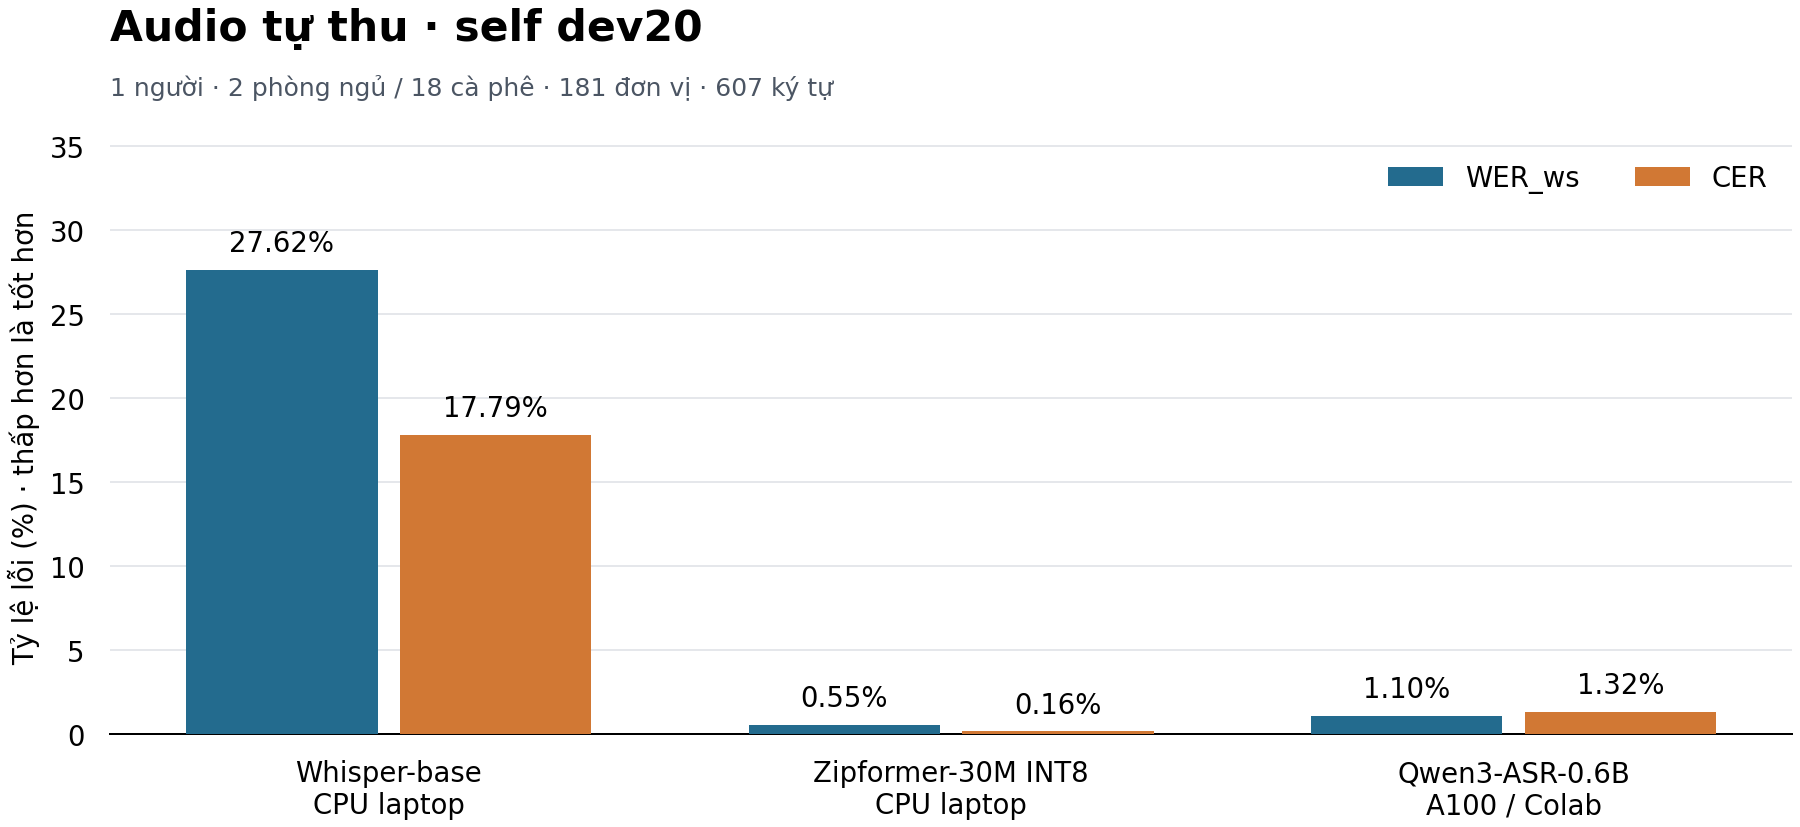 Audio tự thu · self dev20
1 người · 2 phòng ngủ / 18 cà phê · 181 đơn vị · 607 ký tự
Tỷ lệ lỗi (%) · thấp hơn là tốt hơn
35
30
25
20
15
10
5
0
WER_ws
CER
27.62%
17.79%
0.55%
0.16%
1.10%
1.32%
Whisper-base
CPU laptop
Zipformer-30M INT8
CPU laptop
Qwen3-ASR-0.6B
A100 / Colab